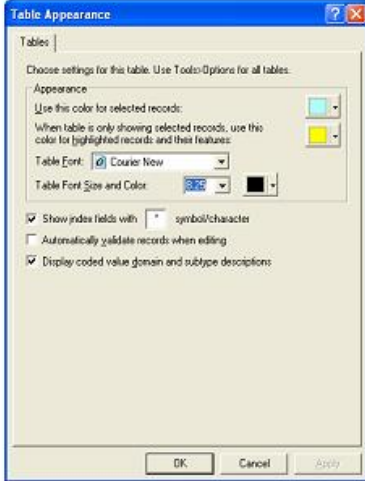 Table Appearance
Tables
Choose settings for this table. Use Tools>Options for all tables.
Appearance
Use this color for selected records:
When table is only showing selected records, use this
color for highlighted records and their features:
Table Font: Courier New
Table Font Size and Color: 8.25
Show index fields with * symbol/character
Automatically validate records when editing
Display coded value domain and subtype descriptions
OK Cancel Apply